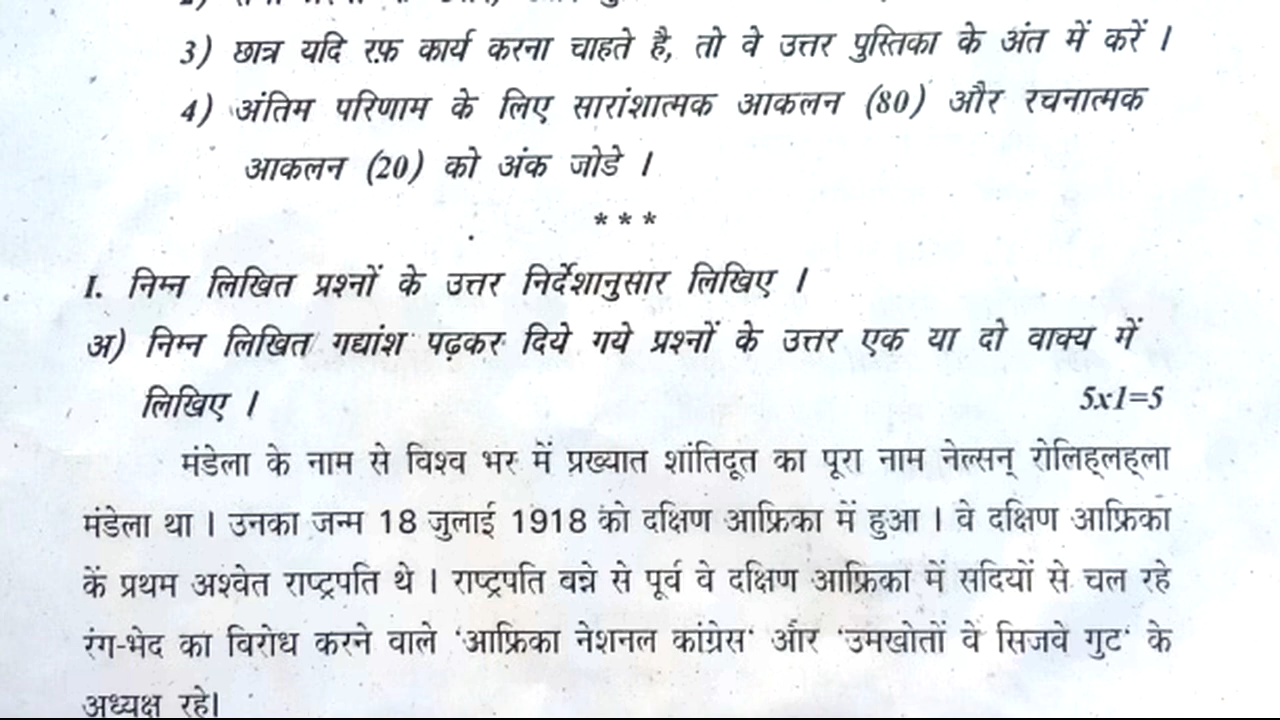 3) छात्र यदि रफ़ कार्य करना चाहते है, तो वे उत्तर पुस्तिका के अंत में करें ।
4) अंतिम परिणाम के लिए सारांशात्मक आकलन (80) और रचनात्मक
आकलन (20) को अंक जोडे ।
***
I. निम्न लिखित प्रश्नों के उत्तर निर्देशानुसार लिखिए ।
अ) निम्न लिखित गद्यांश पढ़कर दिये गये प्रश्नों के उत्तर एक या दो वाक्य में
लिखिए । 5x1=5
मंडेला के नाम से विश्व भर में प्रख्यात शांतिदूत का पूरा नाम नेल्सन् रोलिह्लह्ला
मंडेला था । उनका जन्म 18 जुलाई 1918 को दक्षिण आफ्रिका में हुआ । वे दक्षिण आफ्रिका
कें प्रथम अश्वेत राष्ट्रपति थे । राष्ट्रपति बन्ने से पूर्व वे दक्षिण आफ्रिका में सदियों से चल रहे
रंग-भेद का विरोध करने वाले 'आफ्रिका नेशनल कांग्रेस' और 'उमखोतों वे सिजवे गुट' के
अध्यक्ष रहे।